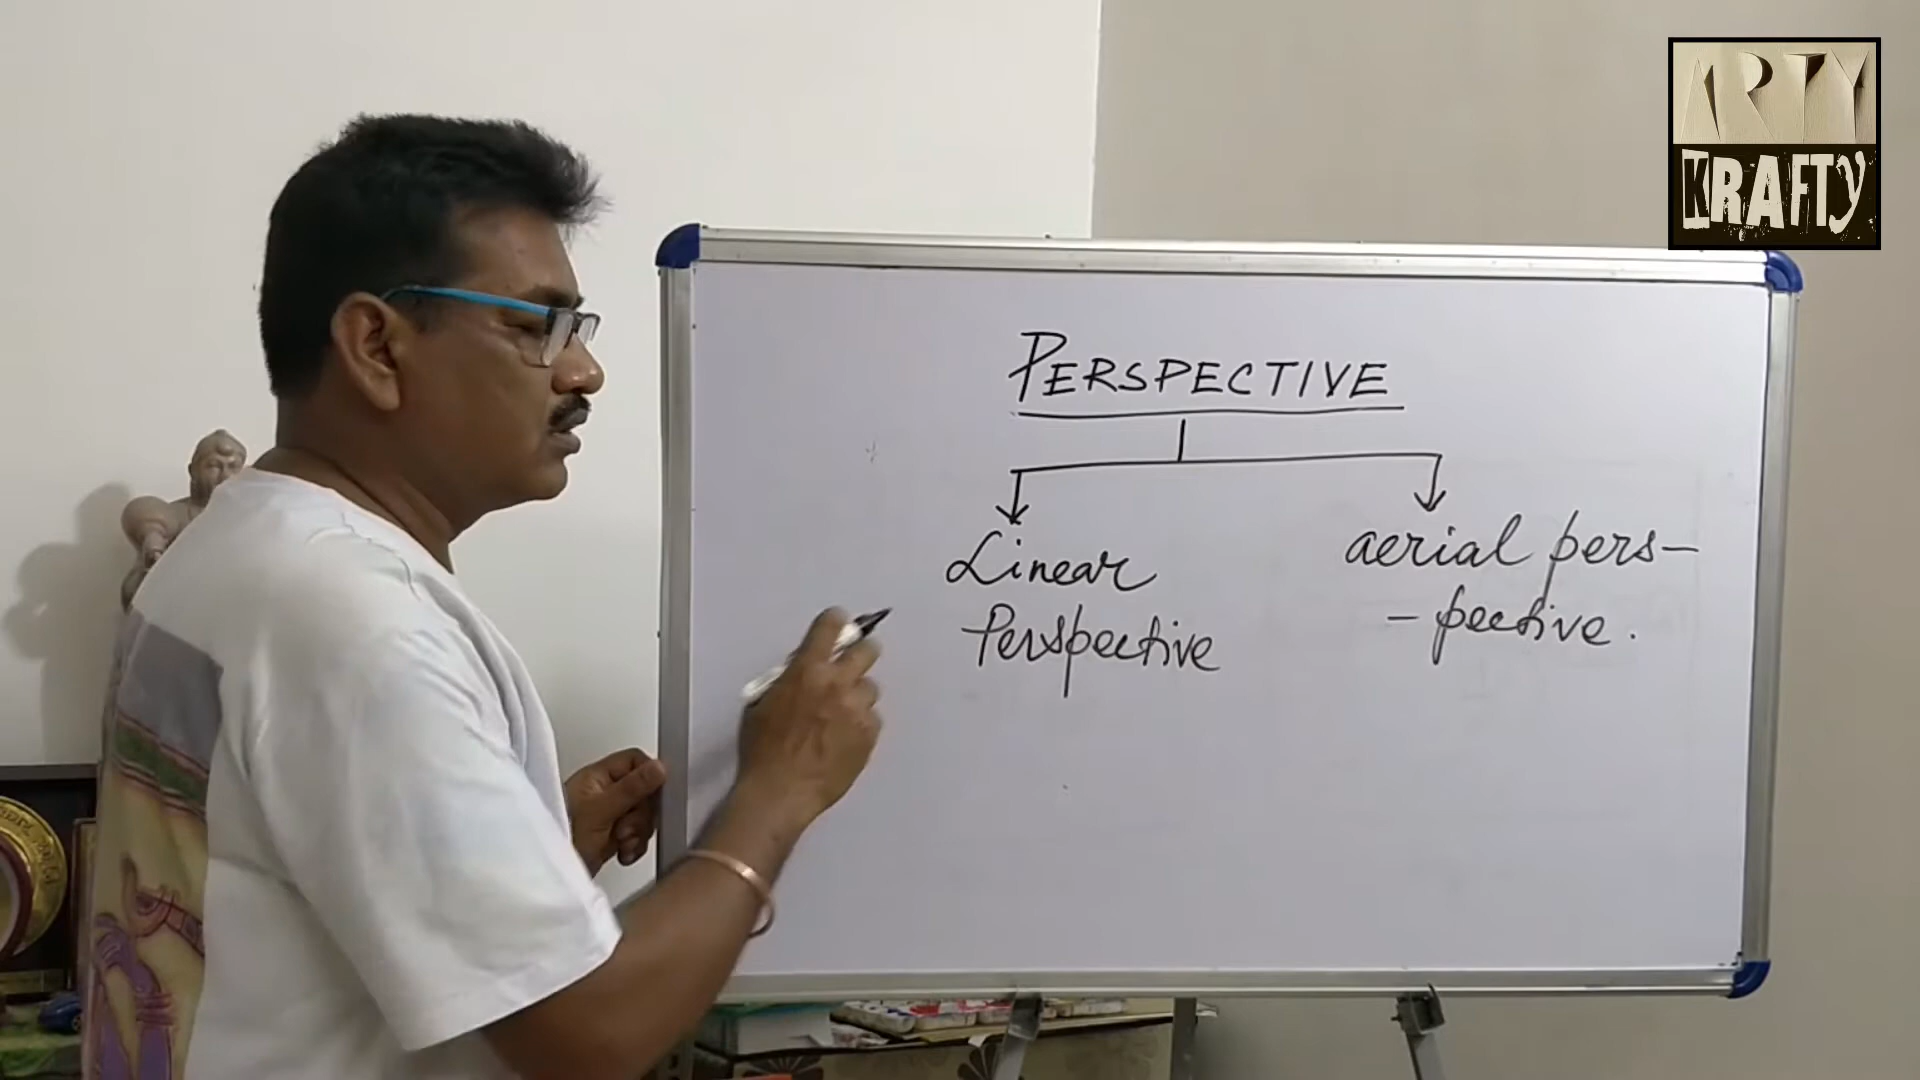 ARTY
KRAFTY
PERSPECTIVE
Linear
Perspective
aerial pers-
- pective.